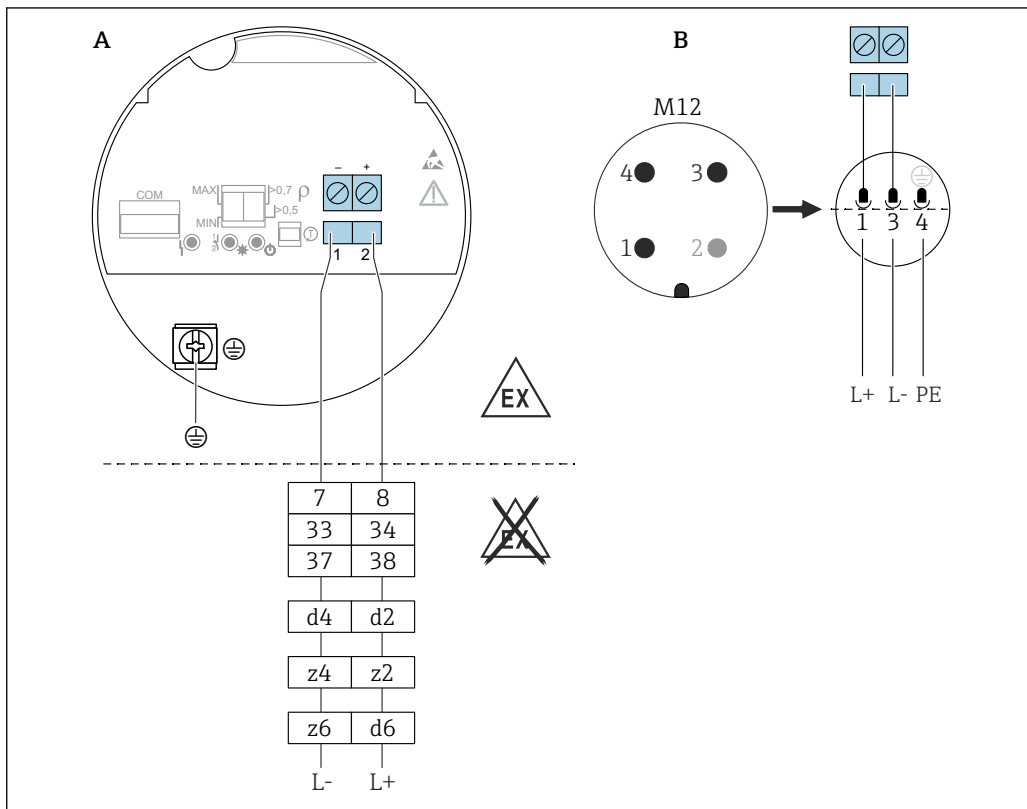 A
B
M12
4 3
1 2
1 3 4
L+ L- PE
- +
COM
MAX
MIN
>0,7 ρ
>0,5
T
1 2
EX
7 8
33 34
37 38
EX
d4 d2
z4 z2
z6 d6
L- L+